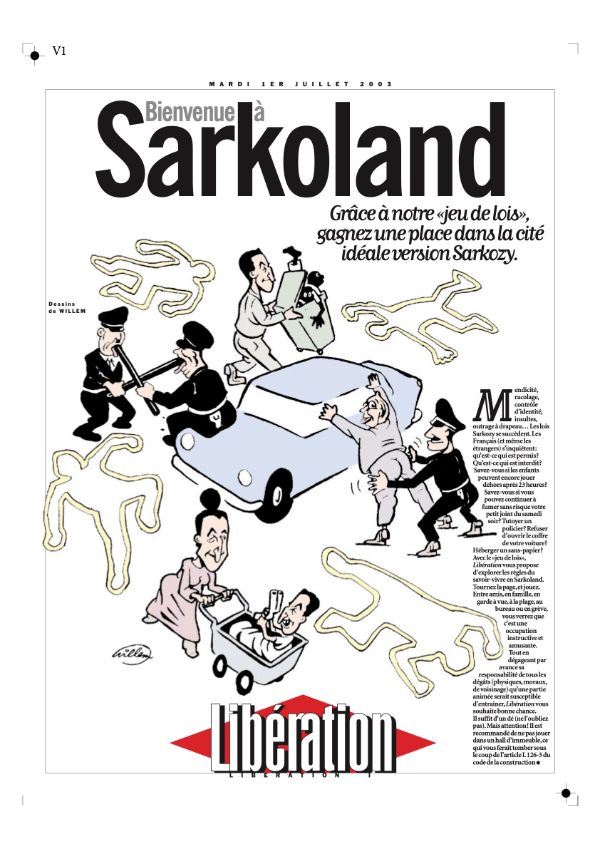 V1
MARDI 1ER JUILLET 2003
Bienvenue à
Sarkoland
Grâce à notre «jeu de lois»,
gagnez une place dans la cité
idéale version Sarkozy.
Dessins
de WILLEM
Mendicité,
racolage,
contrôle
d'identité,
insultes,
outrage à drapeau… Les lois
Sarkozy se succèdent. Les
Français (et même les
étrangers) s'inquiètent :
qu'est-ce qui est permis?
Qu'est-ce qui est interdit?
Savez-vous si les enfants
peuvent encore jouer
dehors après 23 heures?
Savez-vous si vous
pouvez continuer à
fumer sans risque votre
petit joint du samedi
soir? Tutoyer un
policier? Refuser
d'ouvrir le coffre
de votre voiture?
Héberger un sans-papier?
Avec le «jeu de lois»,
Libération vous propose
d'explorer les règles du
savoir-vivre en Sarkoland.
Tournez la page, et jouez.
Entre amis, en famille, en
garde à vue, à la plage, au
bureau ou en grève,
vous verrez que
c'est une
occupation
instructive et
amusante.
Tout en
dégageant par
avance sa
responsabilité de tous les
dégâts (physiques, moraux,
de voisinage) qu'une partie
animée serait susceptible
d'entraîner, Libération vous
souhaite bonne chance.
Il suffit d'un dé (ne l'oubliez
pas). Mais attention! Il est
recommandé de ne pas jouer
dans un hall d'immeuble, ce
qui vous ferait tomber sous
le coup de l'article L 126-3 du
code de la construction
Willem
Libération
LIBÉRATION 1